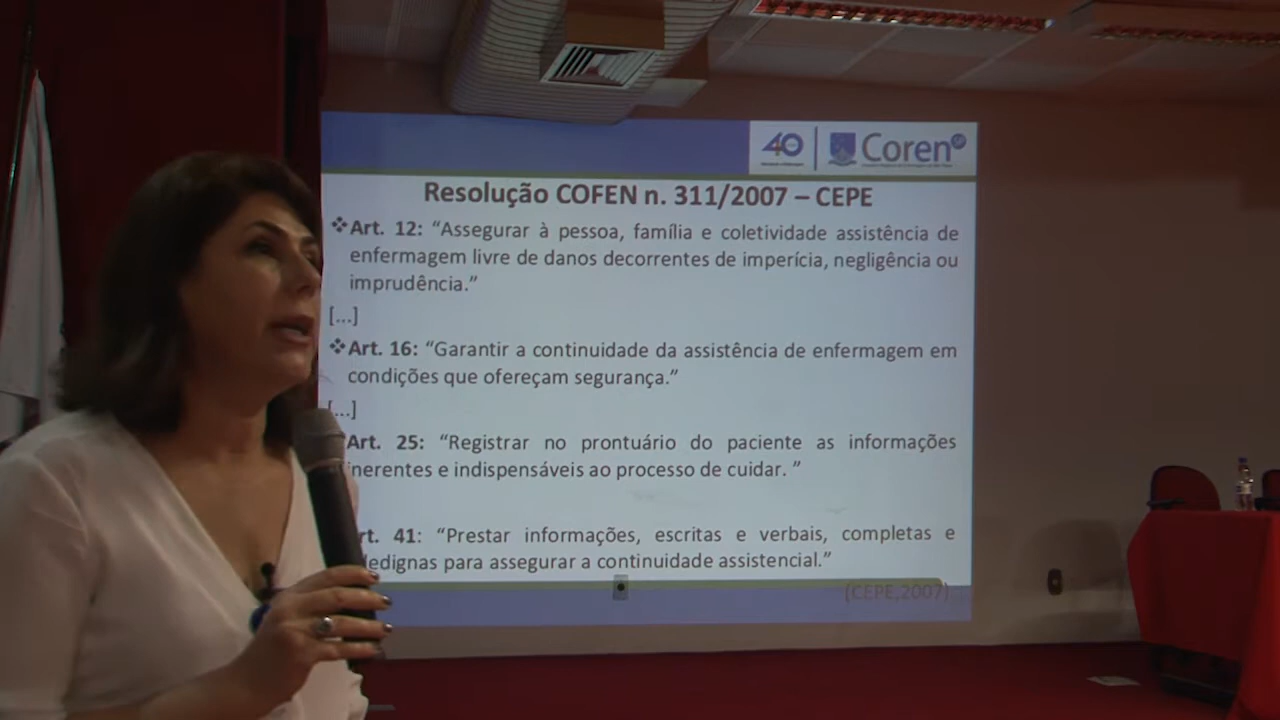 40
Coren SP
Resolução COFEN n. 311/2007 – CEPE
Art. 12: “Assegurar à pessoa, família e coletividade assistência de
enfermagem livre de danos decorrentes de imperícia, negligência ou
imprudência.”
[...]
Art. 16: “Garantir a continuidade da assistência de enfermagem em
condições que ofereçam segurança.”
[...]
Art. 25: “Registrar no prontuário do paciente as informações
inerentes e indispensáveis ao processo de cuidar. ”
rt. 41: “Prestar informações, escritas e verbais, completas e
edignas para assegurar a continuidade assistencial.”
(CEPE,2007)